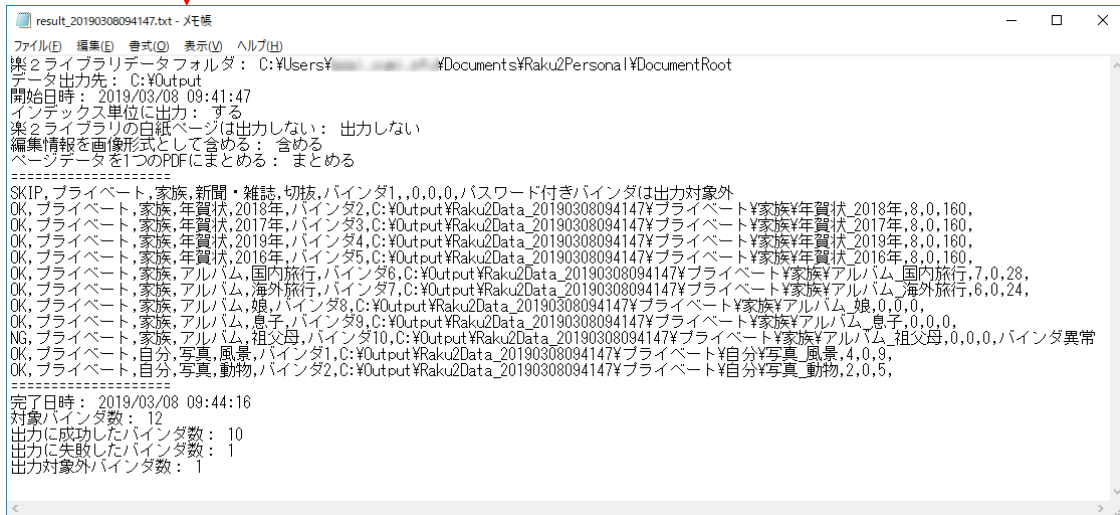 result_20190308094147.txt - メモ帳
ファイル(F) 編集(E) 書式(O) 表示(V) ヘルプ(H)
楽２ライブラリデータフォルダ： C:¥Users¥ ¥Documents¥Raku2Personal¥DocumentRoot
データ出力先： C:¥Output
開始日時： 2019/03/08 09:41:47
インデックス単位に出力： する
楽２ライブラリの白紙ページは出力しない： 出力しない
編集情報を画像形式として含める： 含める
ページデータを1つのPDFにまとめる： まとめる
====================
SKIP,プライベート,家族,新聞・雑誌,切抜,バインダ1,,0,0,0,パスワード付きバインダは出力対象外
OK,プライベート,家族,年賀状,2018年,バインダ2,C:¥Output¥Raku2Data_20190308094147¥プライベート¥家族¥年賀状_2018年,8,0,160,
OK,プライベート,家族,年賀状,2017年,バインダ3,C:¥Output¥Raku2Data_20190308094147¥プライベート¥家族¥年賀状_2017年,8,0,160,
OK,プライベート,家族,年賀状,2019年,バインダ4,C:¥Output¥Raku2Data_20190308094147¥プライベート¥家族¥年賀状_2019年,8,0,160,
OK,プライベート,家族,年賀状,2016年,バインダ5,C:¥Output¥Raku2Data_20190308094147¥プライベート¥家族¥年賀状_2016年,8,0,160,
OK,プライベート,家族,アルバム,国内旅行,バインダ6,C:¥Output¥Raku2Data_20190308094147¥プライベート¥家族¥アルバム_国内旅行,7,0,28,
OK,プライベート,家族,アルバム,海外旅行,バインダ7,C:¥Output¥Raku2Data_20190308094147¥プライベート¥家族¥アルバム_海外旅行,6,0,24,
OK,プライベート,家族,アルバム,娘,バインダ8,C:¥Output¥Raku2Data_20190308094147¥プライベート¥家族¥アルバム_娘,0,0,0,
OK,プライベート,家族,アルバム,息子,バインダ9,C:¥Output¥Raku2Data_20190308094147¥プライベート¥家族¥アルバム_息子,0,0,0,
NG,プライベート,家族,アルバム,祖父母,バインダ10,C:¥Output¥Raku2Data_20190308094147¥プライベート¥家族¥アルバム_祖父母,0,0,0,バインダ異常
OK,プライベート,自分,写真,風景,バインダ1,C:¥Output¥Raku2Data_20190308094147¥プライベート¥自分¥写真_風景,4,0,9,
OK,プライベート,自分,写真,動物,バインダ2,C:¥Output¥Raku2Data_20190308094147¥プライベート¥自分¥写真_動物,2,0,5,
====================
完了日時： 2019/03/08 09:44:16
対象バインダ数： 12
出力に成功したバインダ数： 10
出力に失敗したバインダ数： 1
出力対象外バインダ数： 1